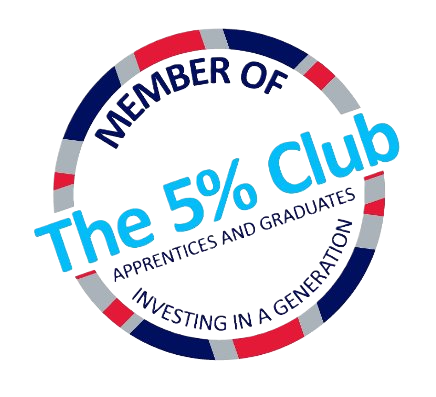 MEMBER OF
The 5% Club
APPRENTICES AND GRADUATES
INVESTING IN A GENERATION